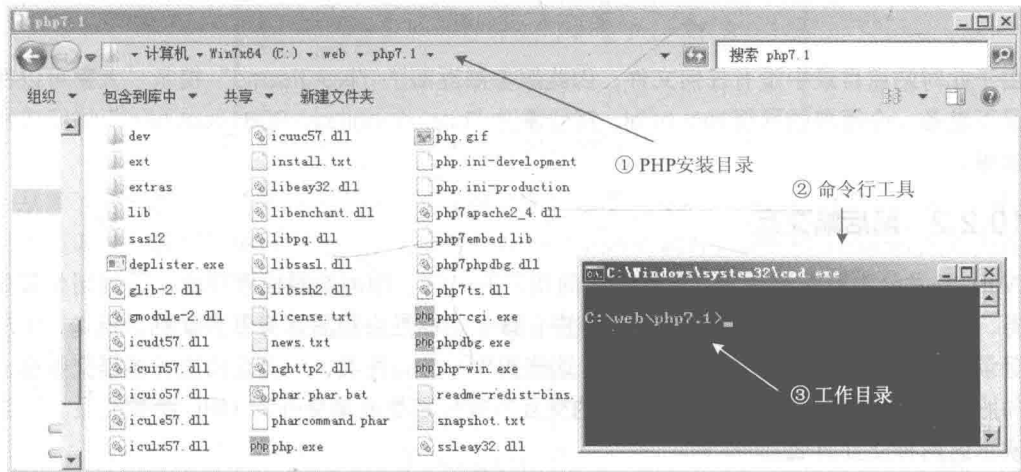 php7.1
计算机 Win7x64 (C:) web php7.1
搜索 php7.1
组织 包含到库中 共享 新建文件夹
dev
ext
extras
lib
sasl2
deplister.exe
glib-2.dll
gmodule-2.dll
icudt57.dll
icuin57.dll
icuio57.dll
icule57.dll
iculx57.dll
icuuc57.dll
install.txt
libeay32.dll
libenchant.dll
libpq.dll
libsasl.dll
libssh2.dll
license.txt
news.txt
nghttp2.dll
phar.phar.bat
pharcommand.phar
php.exe
php.gif
php.ini-development
php.ini-production
php7apache2_4.dll
php7embed.lib
php7phpdbg.dll
php7ts.dll
php-cgi.exe
phpdbg.exe
php-win.exe
readme-redist-bins.
snapshot.txt
ssleay32.dll
① PHP安装目录
② 命令行工具
C:\Windows\system32\cmd.exe
C:\web\php7.1>_
③ 工作目录